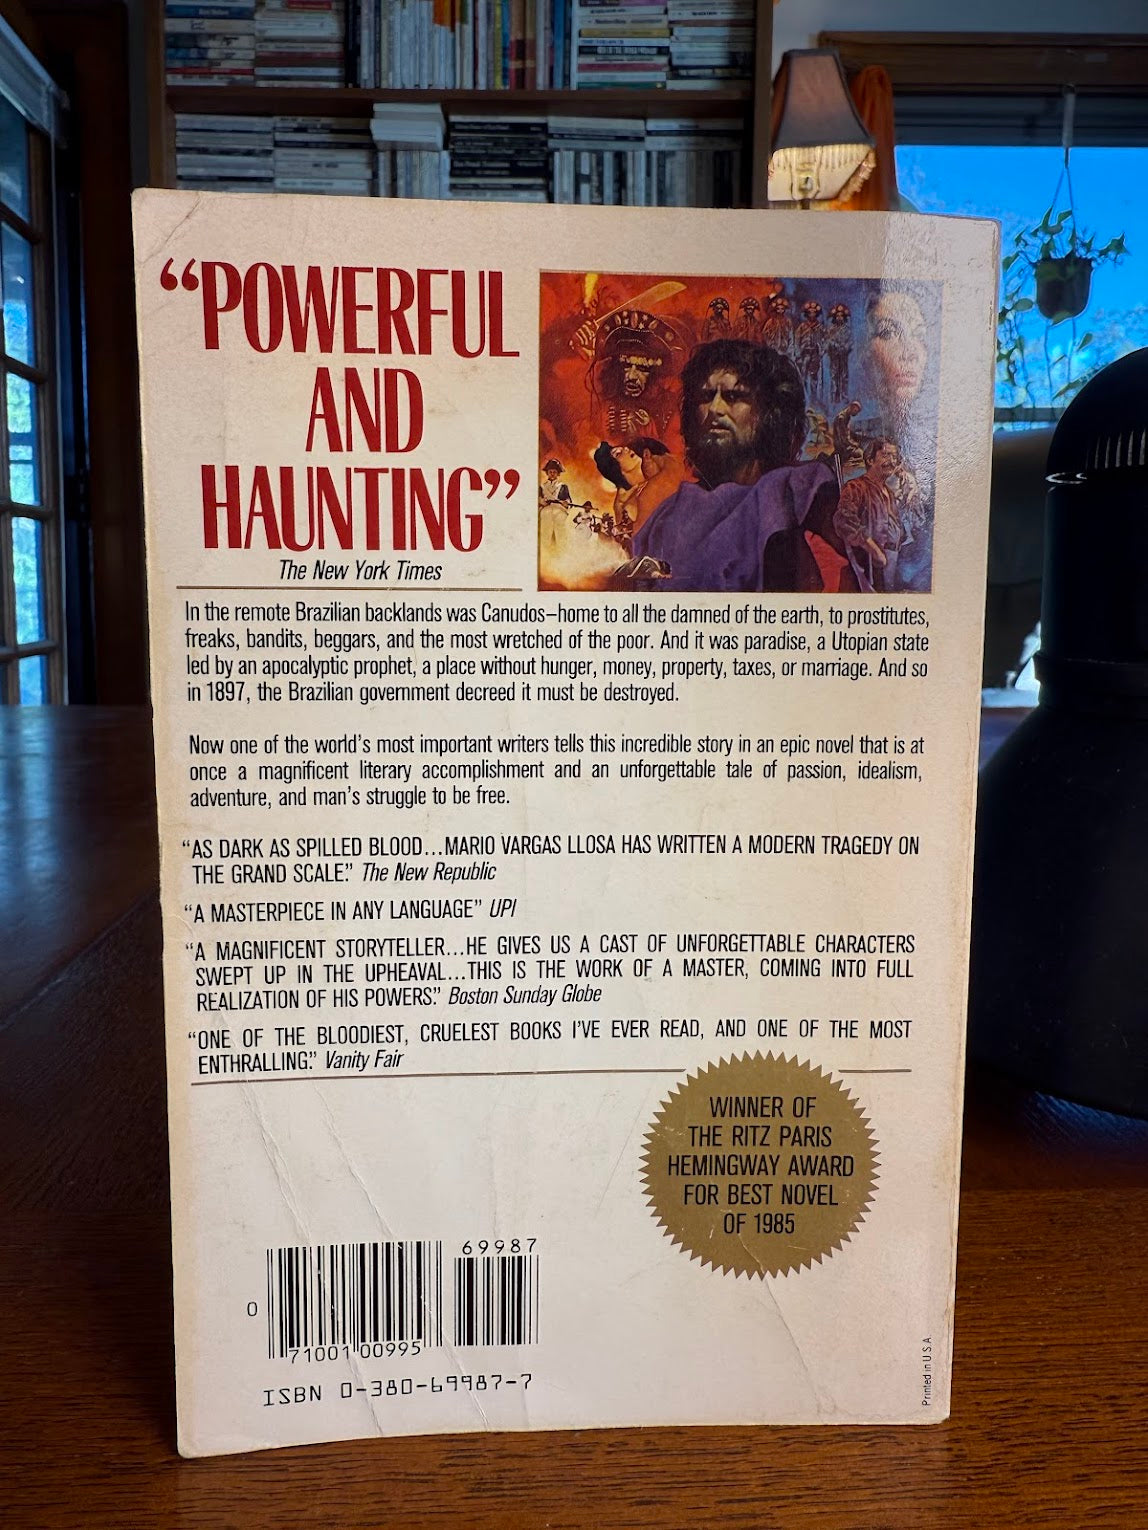 “POWERFUL
AND
HAUNTING”
The New York Times
In the remote Brazilian backlands was Canudos—home to all the damned of the earth, to prostitutes,
freaks, bandits, beggars, and the most wretched of the poor. And it was paradise, a Utopian state
led by an apocalyptic prophet, a place without hunger, money, property, taxes, or marriage. And so
in 1897, the Brazilian government decreed it must be destroyed.
Now one of the world's most important writers tells this incredible story in an epic novel that is at
once a magnificent literary accomplishment and an unforgettable tale of passion, idealism,
adventure, and man's struggle to be free.
“AS DARK AS SPILLED BLOOD...MARIO VARGAS LLOSA HAS WRITTEN A MODERN TRAGEDY ON
THE GRAND SCALE.” The New Republic
“A MASTERPIECE IN ANY LANGUAGE” UPI
“A MAGNIFICENT STORYTELLER...HE GIVES US A CAST OF UNFORGETTABLE CHARACTERS
SWEPT UP IN THE UPHEAVAL...THIS IS THE WORK OF A MASTER, COMING INTO FULL
REALIZATION OF HIS POWERS.” Boston Sunday Globe
“ONE OF THE BLOODIEST, CRUELEST BOOKS I'VE EVER READ, AND ONE OF THE MOST
ENTHRALLING.” Vanity Fair
WINNER OF
THE RITZ PARIS
HEMINGWAY AWARD
FOR BEST NOVEL
OF 1985
69987
0
71001 00995
ISBN 0-380-69987-7
Printed in U.S.A.